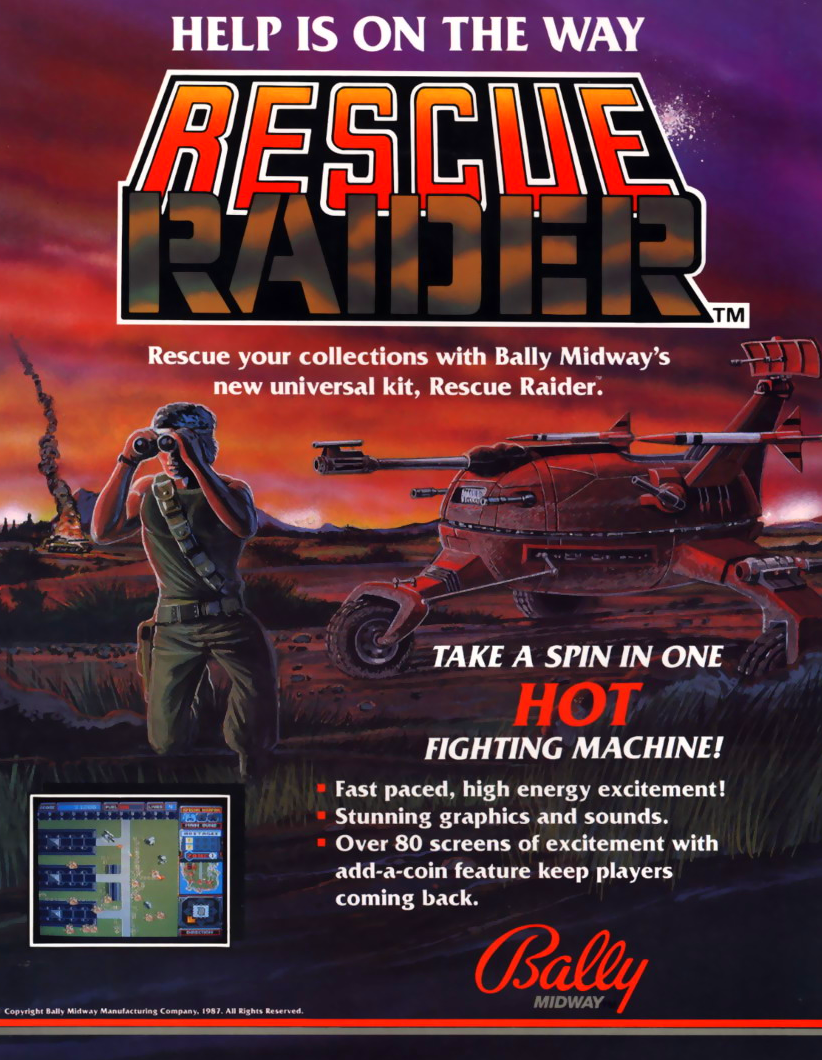 HELP IS ON THE WAY
RESCUE
RAIDER
TM
Rescue your collections with Bally Midway's
new universal kit, Rescue Raider.™
TAKE A SPIN IN ONE
HOT
FIGHTING MACHINE!
Fast paced, high energy excitement!
Stunning graphics and sounds.
Over 80 screens of excitement with
add-a-coin feature keep players
coming back.
Bally
MIDWAY
Copyright Bally Midway Manufacturing Company, 1987. All Rights Reserved.